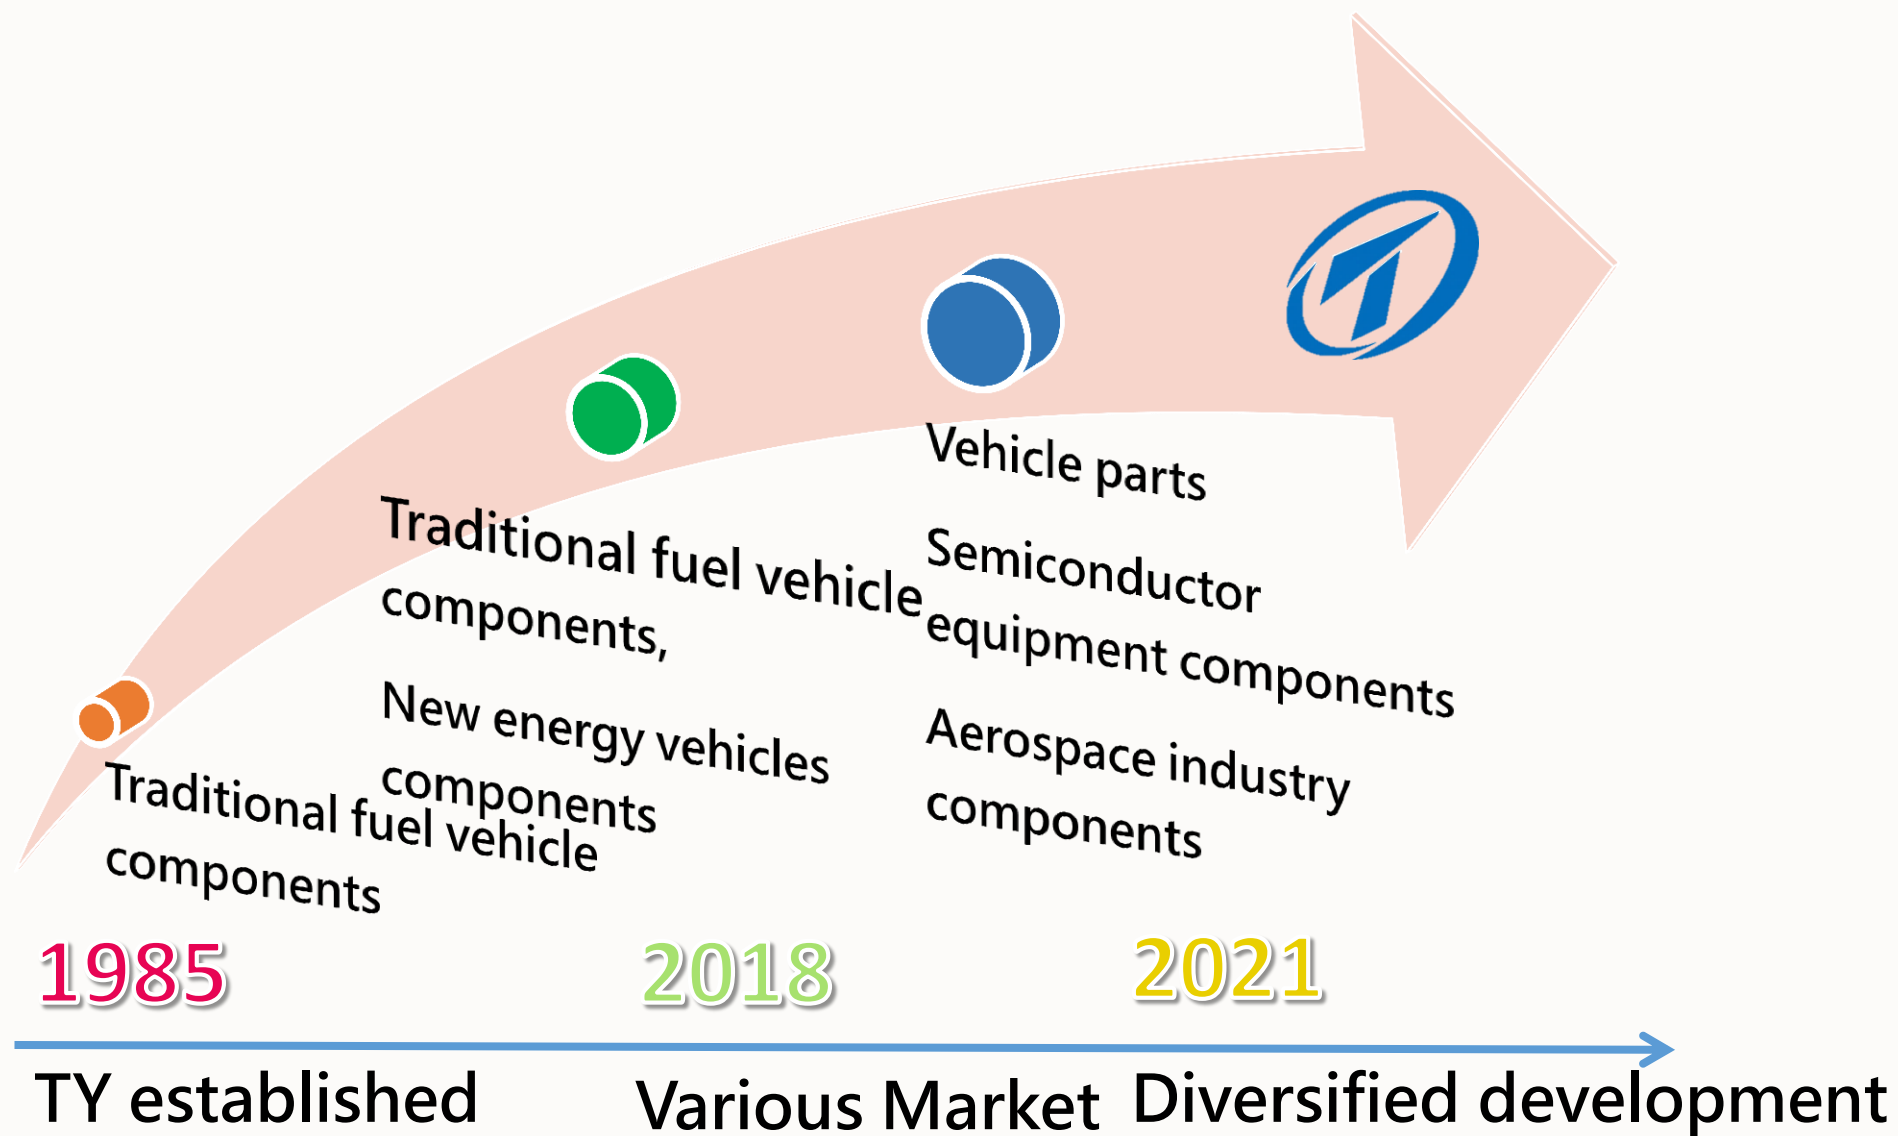 Traditional fuel vehicle
components
Traditional fuel vehicle
components,
New energy vehicles
components
Vehicle parts
Semiconductor
equipment components
Aerospace industry
components
1985
2018
2021
TY established
Various Market
Diversified development